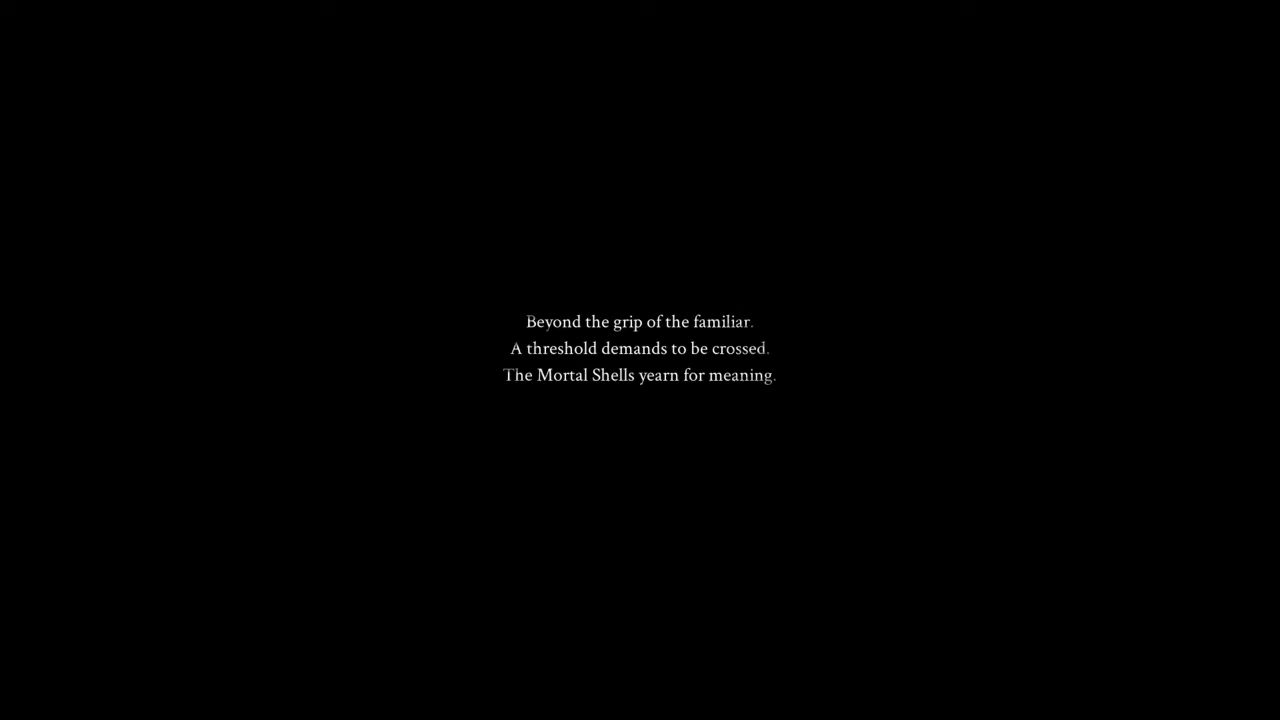 Beyond the grip of the familiar.
A threshold demands to be crossed.
The Mortal Shells yearn for meaning.